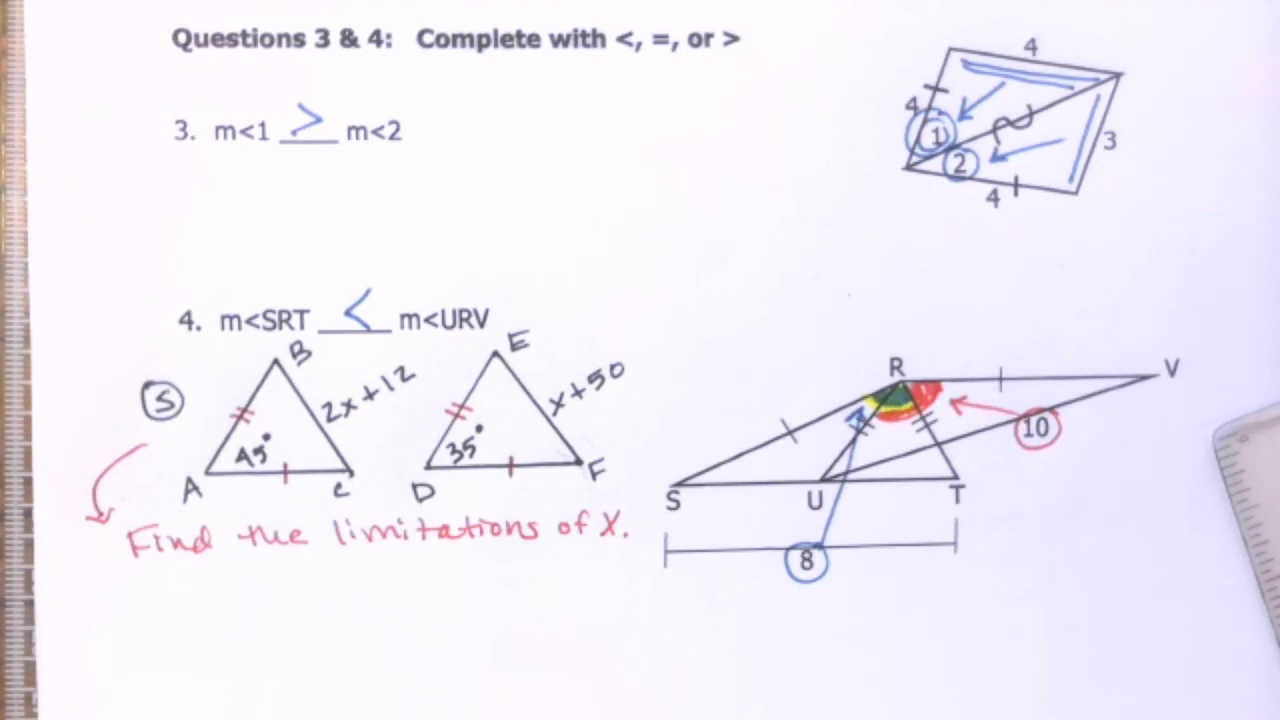 Questions 3 & 4: Complete with <, =, or >
4
3. m<1 > m<2
4
1
2
3
4
4. m<SRT < m<URV
5
B
2x+12
E
x+50
45°
35°
A
C
D
F
Find the limitations of X.
R
V
10
S
U
T
8